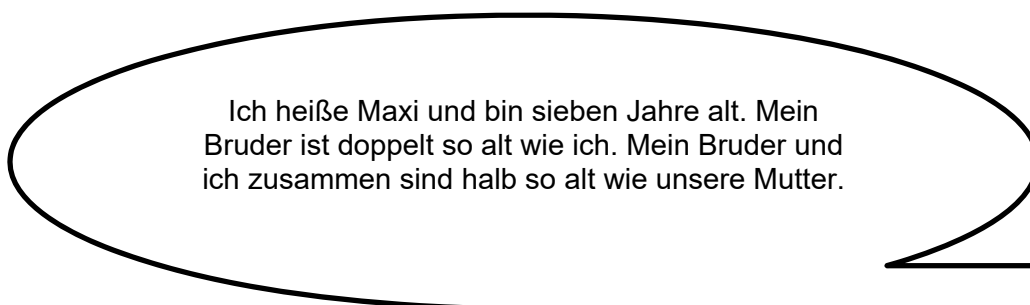 Ich heiße Maxi und bin sieben Jahre alt. Mein
Bruder ist doppelt so alt wie ich. Mein Bruder und
ich zusammen sind halb so alt wie unsere Mutter.